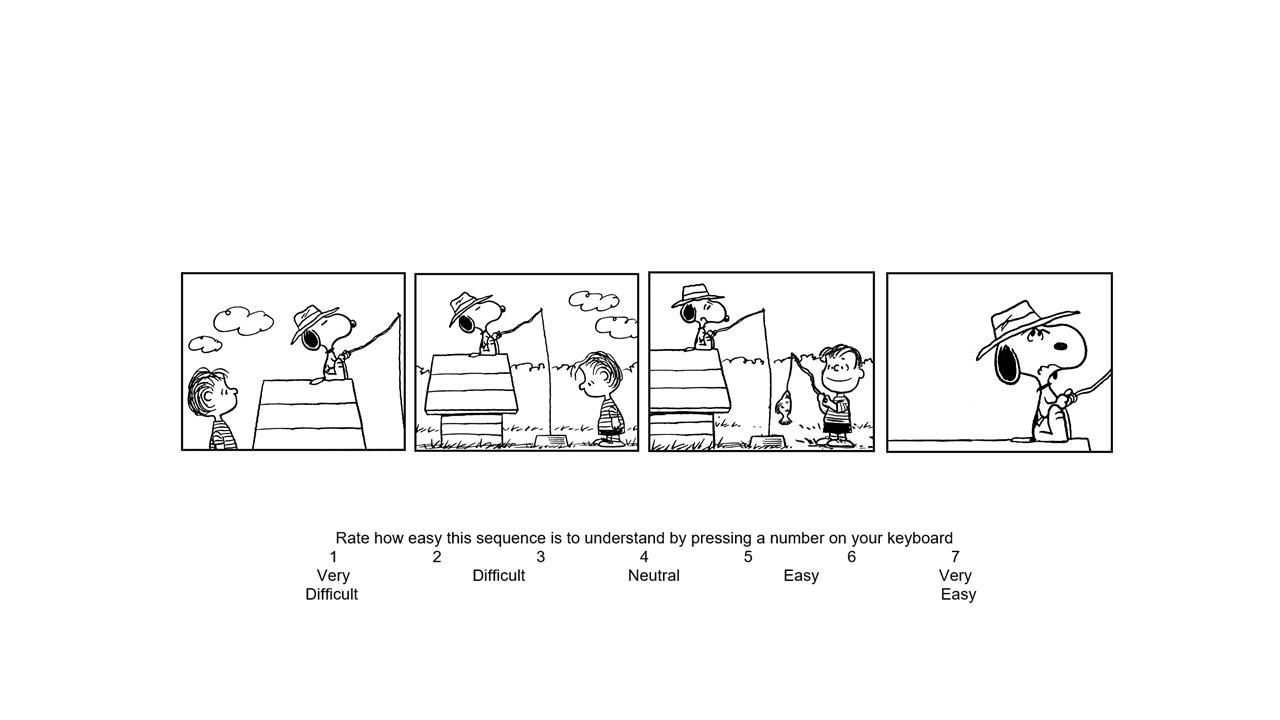 Rate how easy this sequence is to understand by pressing a number on your keyboard
1 2 3 4 5 6 7
Very Difficult Neutral Easy Very
Difficult Easy